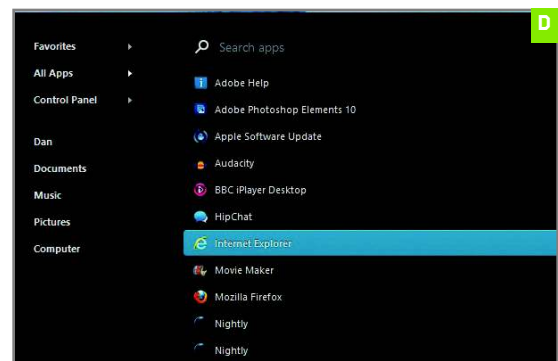 D
Favorites
All Apps
Control Panel
Dan
Documents
Music
Pictures
Computer
Search apps
Adobe Help
Adobe Photoshop Elements 10
Apple Software Update
Audacity
BBC iPlayer Desktop
HipChat
Internet Explorer
Movie Maker
Mozilla Firefox
Nightly
Nightly